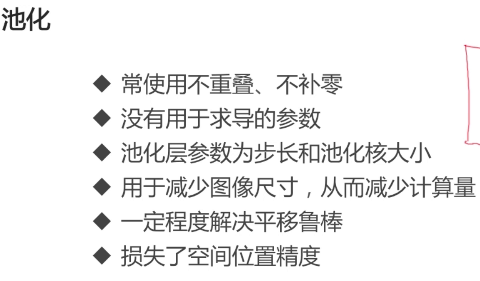 池化
◆ 常使用不重叠、不补零
◆ 没有用于求导的参数
◆ 池化层参数为步长和池化核大小
◆ 用于减少图像尺寸，从而减少计算量
◆ 一定程度解决平移鲁棒
◆ 损失了空间位置精度